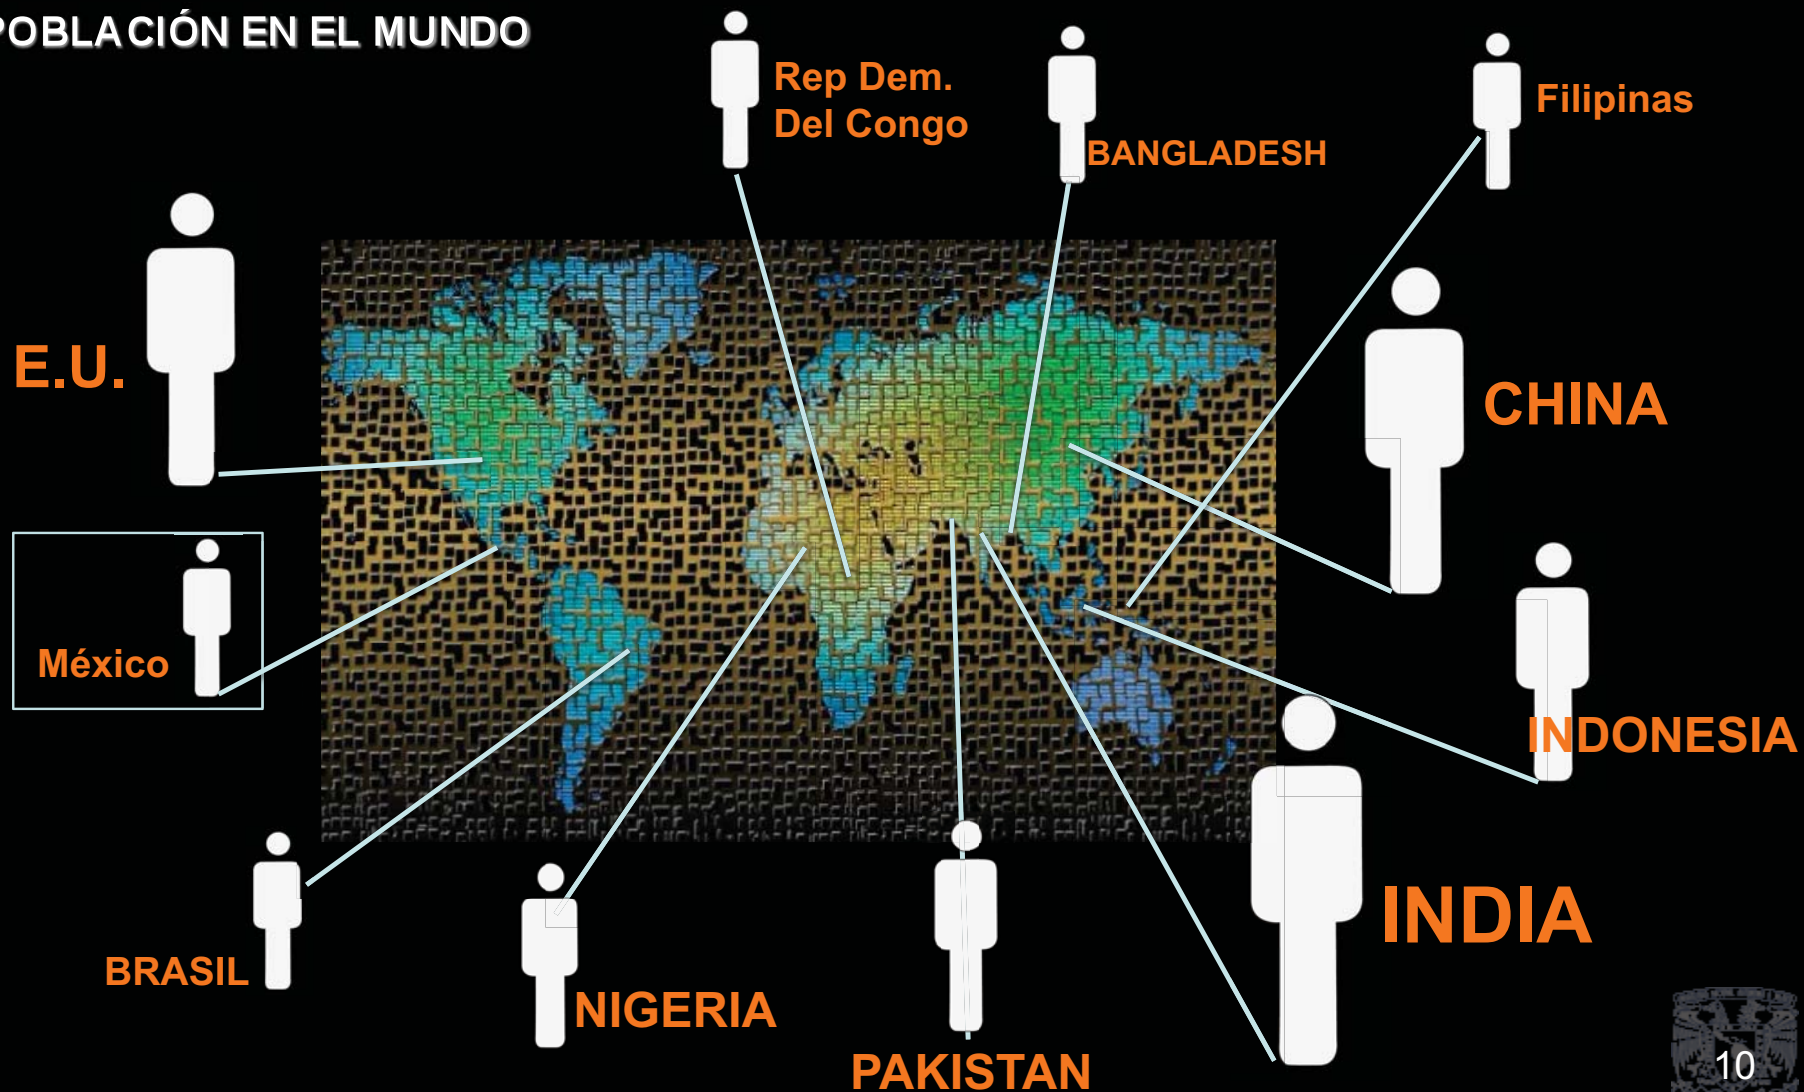 POBLACIÓN EN EL MUNDO
Rep Dem.
Del Congo
BANGLADESH
Filipinas
E.U.
CHINA
México
INDONESIA
BRASIL
NIGERIA
PAKISTAN
INDIA
10